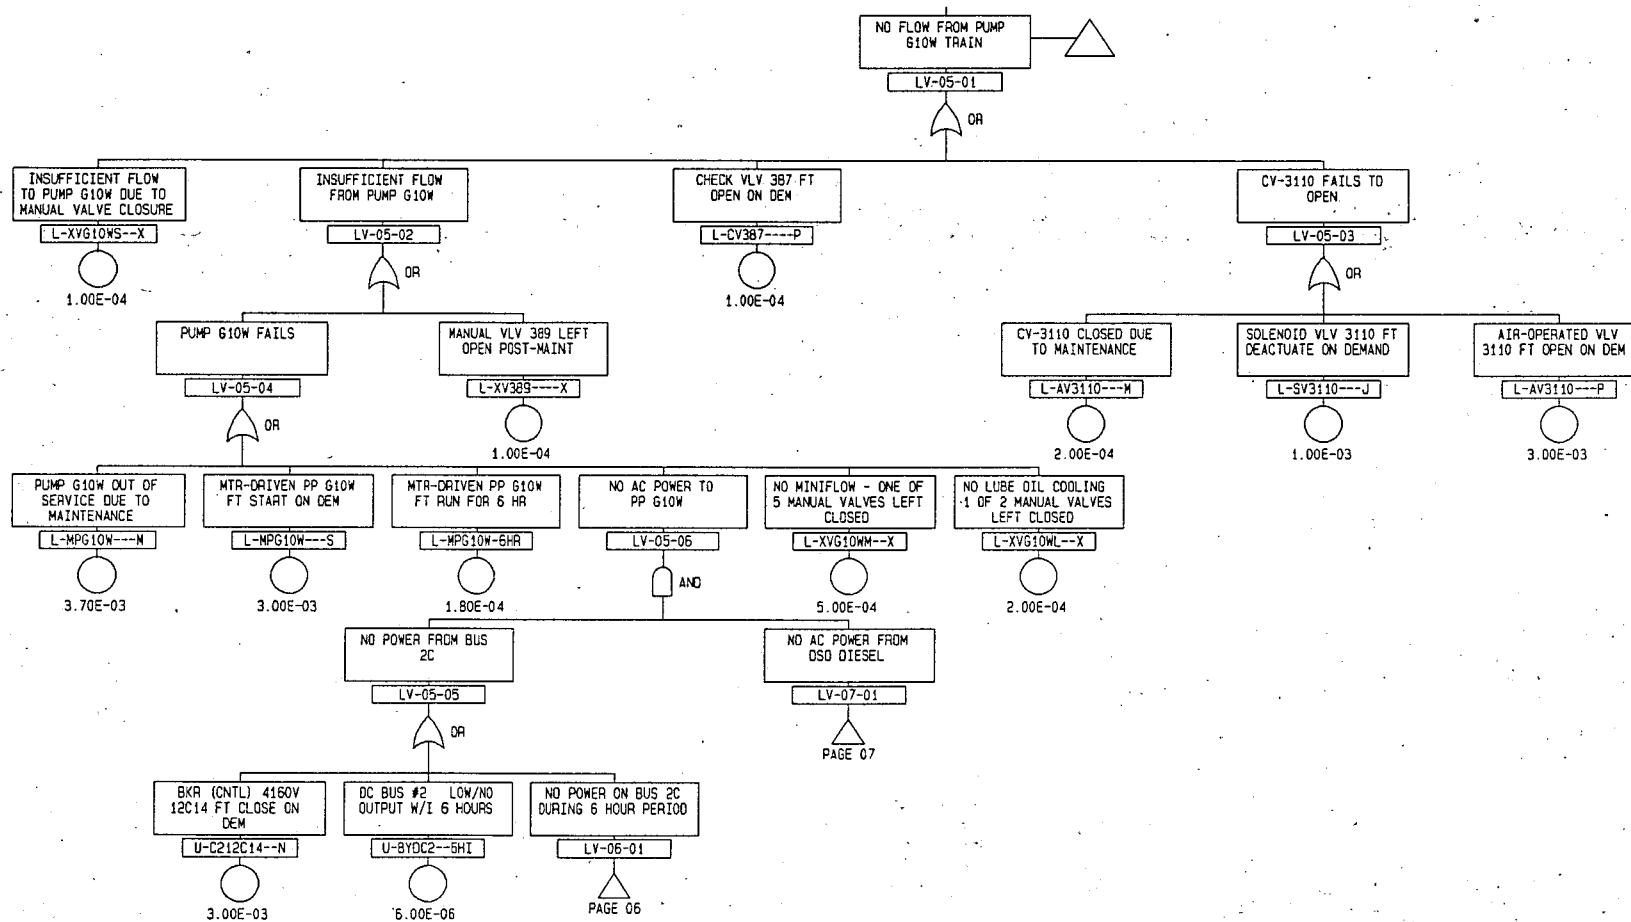 NO FLOW FROM PUMP
G10W TRAIN
LV-05-01
OR
INSUFFICIENT FLOW
TO PUMP G10W DUE TO
MANUAL VALVE CLOSURE
L-XVG10WS--X
1.00E-04
INSUFFICIENT FLOW
FROM PUMP G10W
LV-05-02
OR
CHECK VLV 387 FT
OPEN ON DEM
L-CV387----P
1.00E-04
CV-3110 FAILS TO
OPEN
LV-05-03
OR
PUMP G10W FAILS
LV-05-04
OR
MANUAL VLV 389 LEFT
OPEN POST-MAINT
L-XV389----X
1.00E-04
CV-3110 CLOSED DUE
TO MAINTENANCE
L-AV3110---M
2.00E-04
SOLENOID VLV 3110 FT
DEACTUATE ON DEMAND
L-SV3110---J
1.00E-03
AIR-OPERATED VLV
3110 FT OPEN ON DEM
L-AV3110---P
3.00E-03
PUMP G10W OUT OF
SERVICE DUE TO
MAINTENANCE
L-MPG10W---M
3.70E-03
MTR-DRIVEN PP G10W
FT START ON DEM
L-MPG10W---S
3.00E-03
MTR-DRIVEN PP G10W
FT RUN FOR 6 HR
L-MPG10W-6HR
1.80E-04
NO AC POWER TO
PP G10W
LV-05-06
AND
NO MINIFLOW - ONE OF
5 MANUAL VALVES LEFT
CLOSED
L-XVG10WM--X
5.00E-04
NO LUBE OIL COOLING
1 OF 2 MANUAL VALVES
LEFT CLOSED
L-XVG10WL--X
2.00E-04
NO POWER FROM BUS
2C
LV-05-05
OR
NO AC POWER FROM
DSD DIESEL
LV-07-01
PAGE 07
BKR (CNTL) 4160V
12C14 FT CLOSE ON
DEM
U-C212C14--N
3.00E-03
DC BUS #2 LOW/NO
OUTPUT W/I 6 HOURS
U-BYDC2--6HI
6.00E-06
NO POWER ON BUS 2C
DURING 6 HOUR PERIOD
LV-06-01
PAGE 06